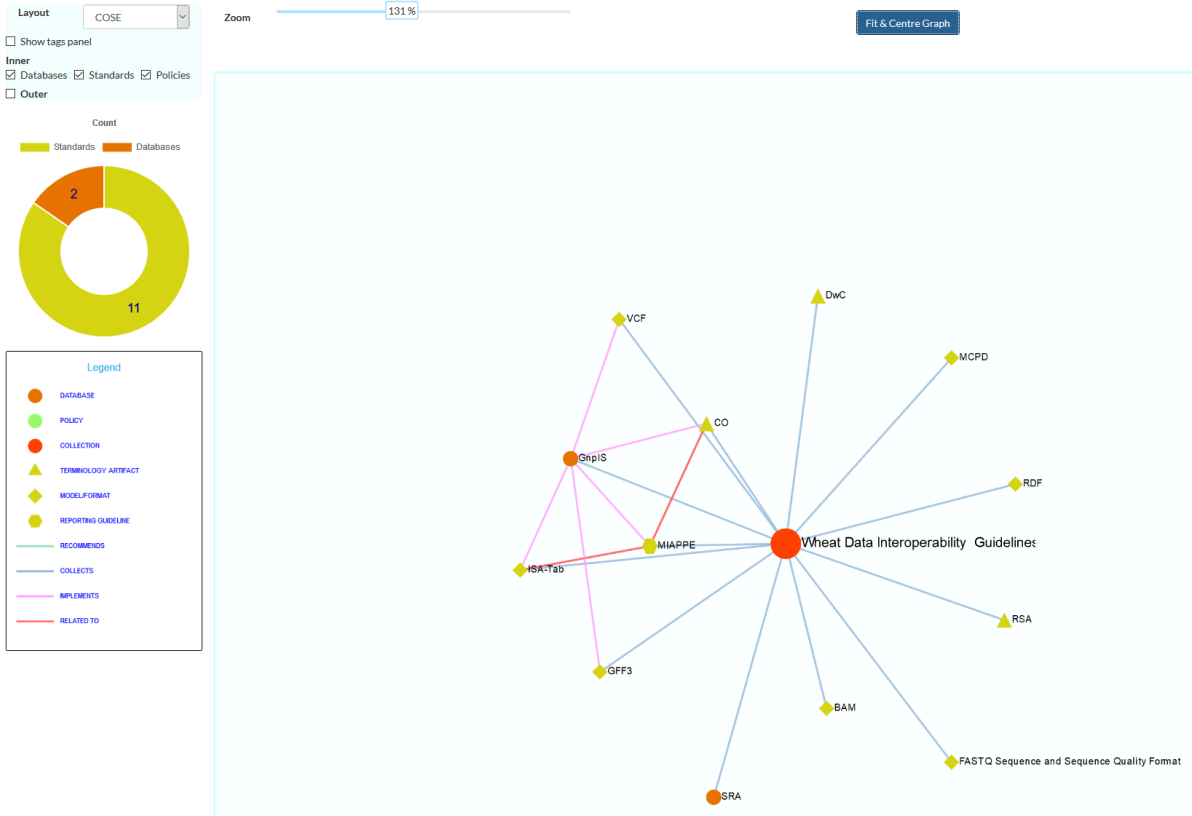 Layout COSE
Zoom 131 %
Fit & Centre Graph
Show tags panel
Inner
Databases Standards Policies
Outer
Count
Standards Databases
2
11
Legend
DATABASE
POLICY
COLLECTION
TERMINOLOGY ARTIFACT
MODEL/FORMAT
REPORTING GUIDELINE
RECOMMENDS
COLLECTS
IMPLEMENTS
RELATED TO
DwC
VCF
MCPD
CO
GnpIS
RDF
MIAPPE
Wheat Data Interoperability Guidelines
ISA-Tab
RSA
GFF3
BAM
FASTQ Sequence and Sequence Quality Format
SRA